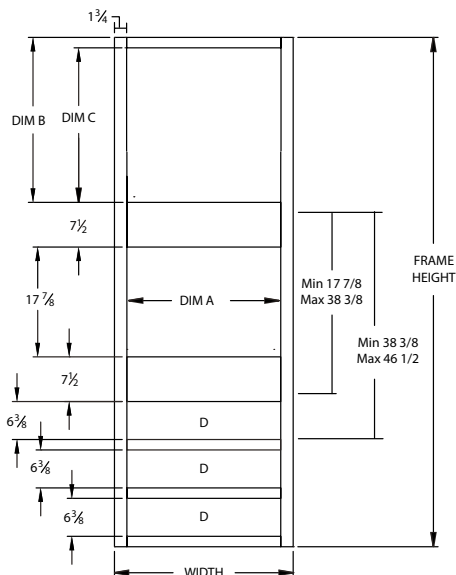 1¾
DIM B
DIM C
7½
17 ⅞
DIM A
FRAME
HEIGHT
Min 17 7/8
Max 38 3/8
Min 38 3/8
Max 46 1/2
7½
6⅜
D
6⅜
D
6⅜
D
WIDTH